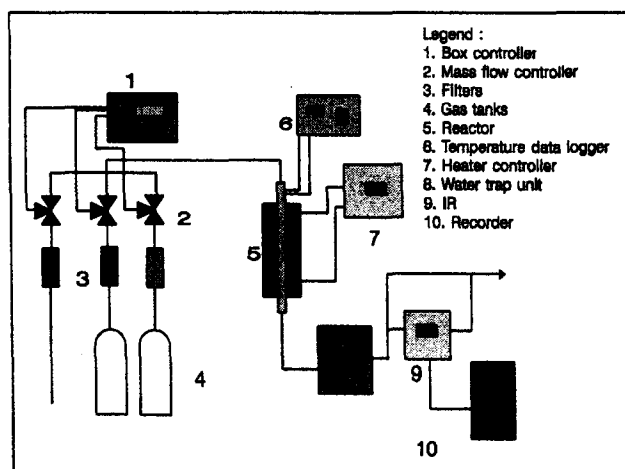 Legend :
1. Box controller
2. Mass flow controller
3. Filters
4. Gas tanks
5. Reactor
6. Temperature data logger
7. Heater controller
8. Water trap unit
9. IR
10. Recorder
1
6
2
7
5
3
4
9
10